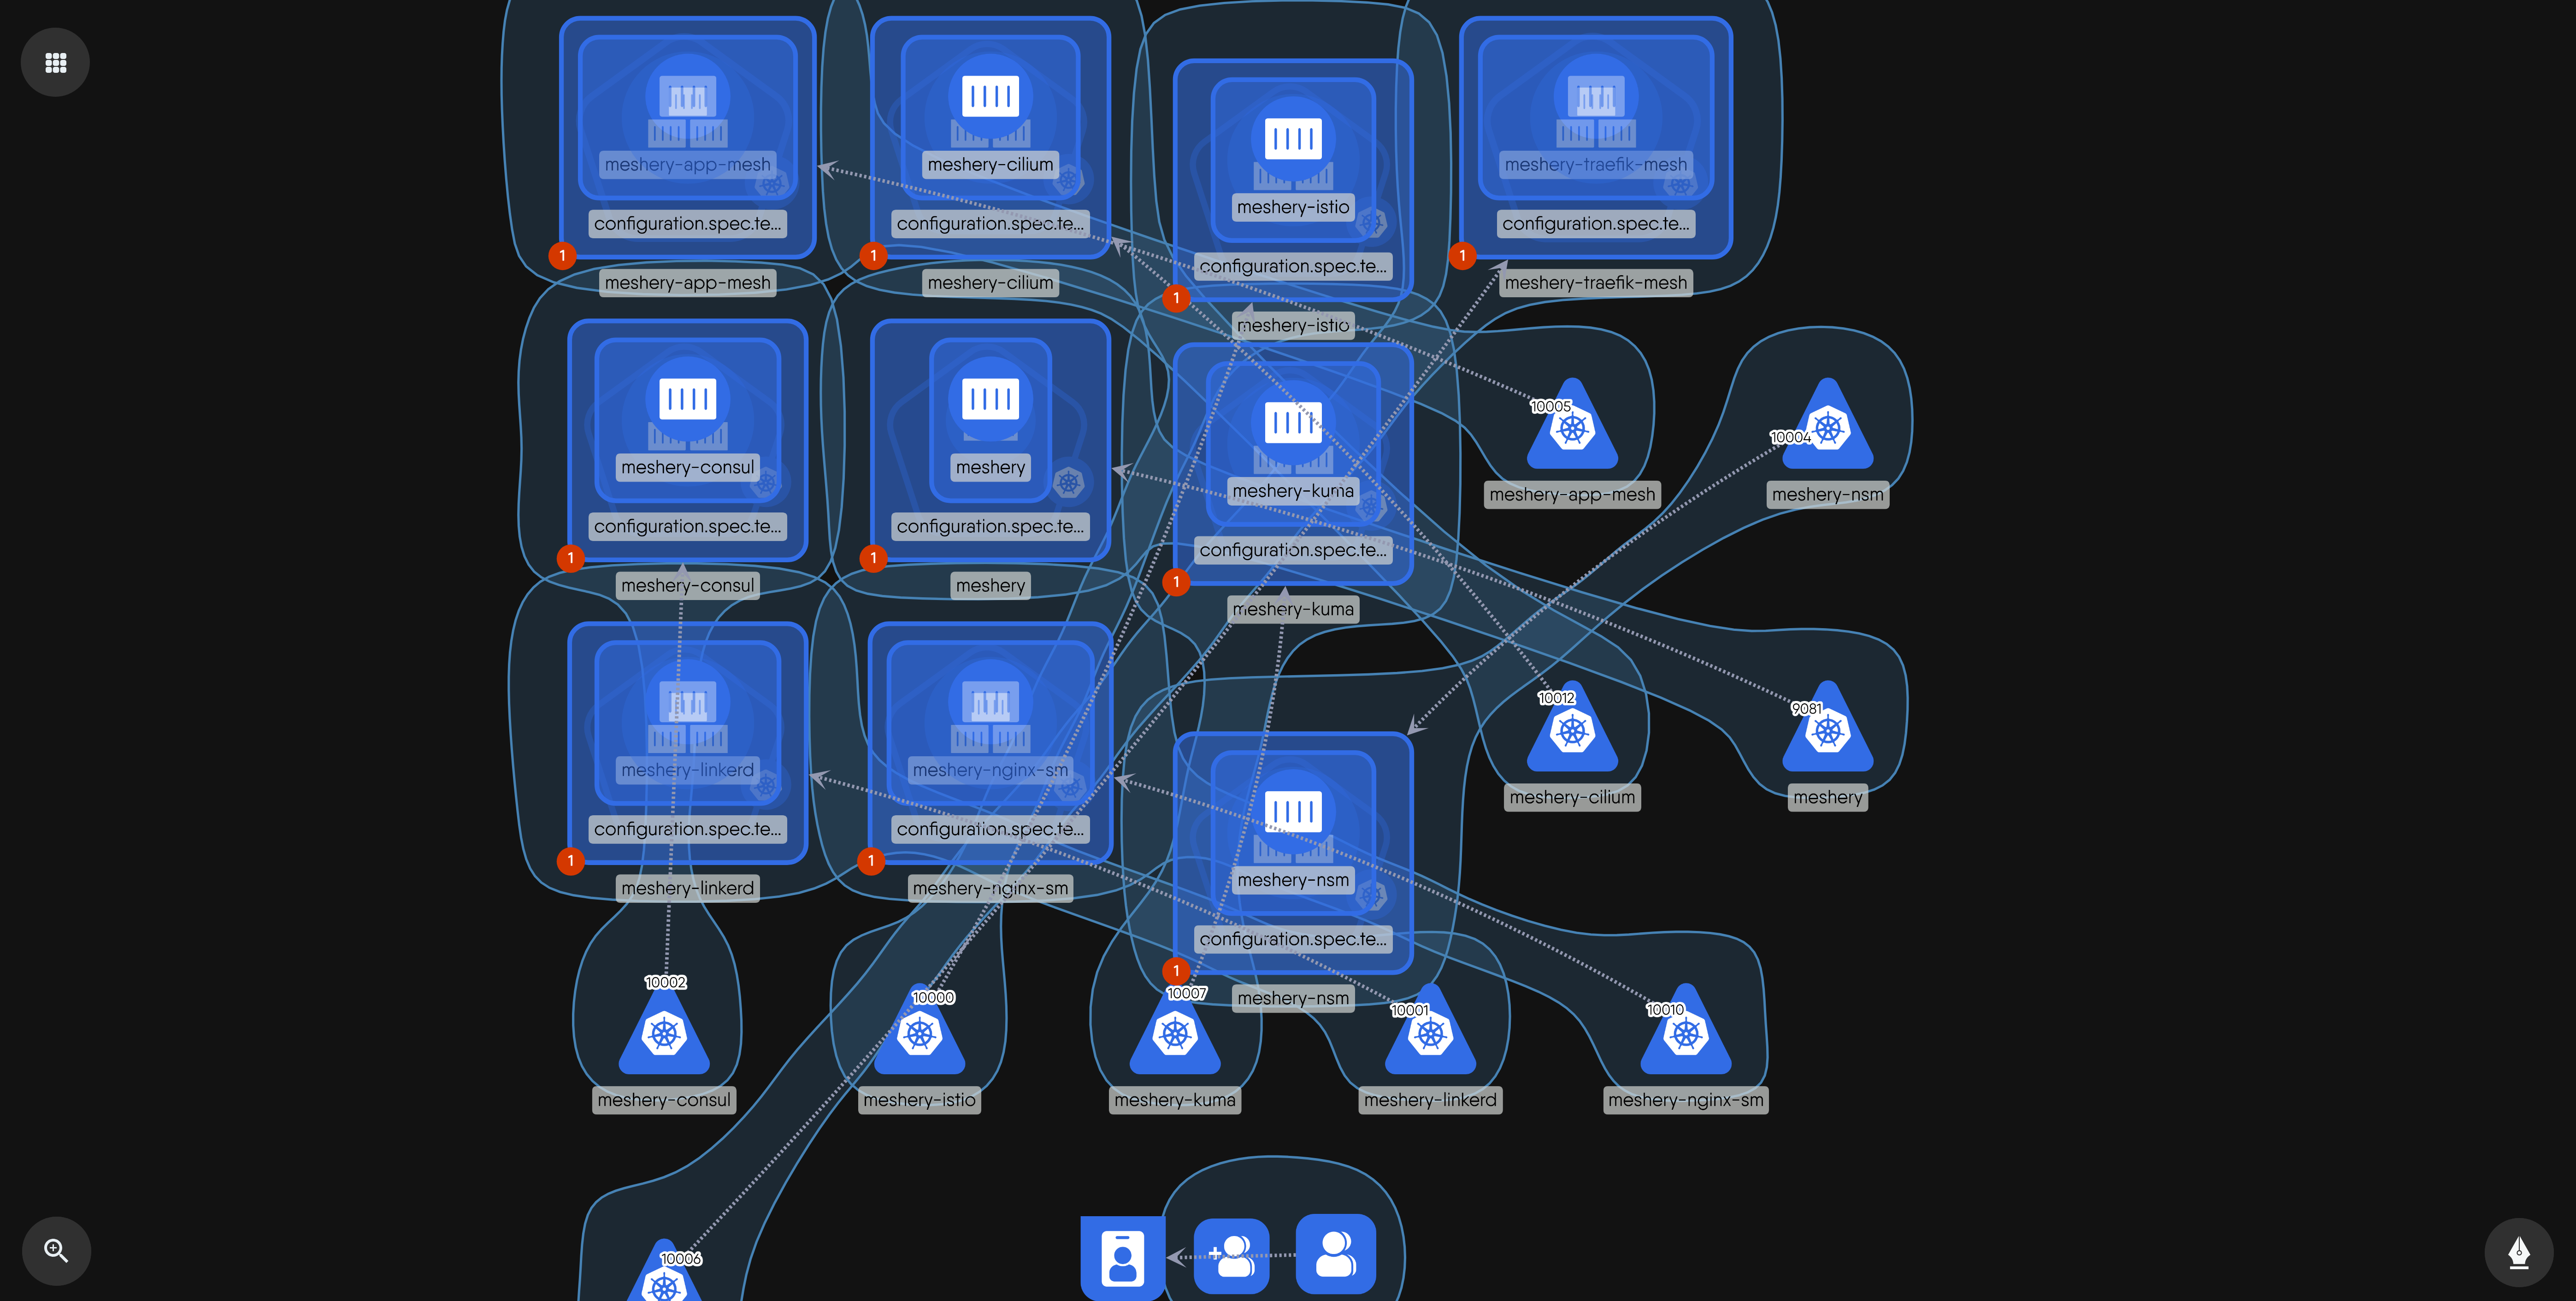 meshery-app-mesh
configuration.spec.te...
1
meshery-app-mesh
meshery-cilium
configuration.spec.te...
1
meshery-cilium
meshery-istio
configuration.spec.te...
1
meshery-istio
meshery-traefik-mesh
configuration.spec.te...
1
meshery-traefik-mesh
meshery-consul
configuration.spec.te...
1
meshery-consul
meshery
configuration.spec.te...
1
meshery
meshery-kuma
configuration.spec.te...
1
meshery-kuma
10005
meshery-app-mesh
10004
meshery-nsm
meshery-linkerd
configuration.spec.te...
1
meshery-linkerd
meshery-nginx-sm
configuration.spec.te...
1
meshery-nginx-sm
meshery-nsm
configuration.spec.te...
1
meshery-nsm
10012
meshery-cilium
9081
meshery
10002
meshery-consul
10000
meshery-istio
10007
meshery-kuma
10001
meshery-linkerd
10010
meshery-nginx-sm
10006